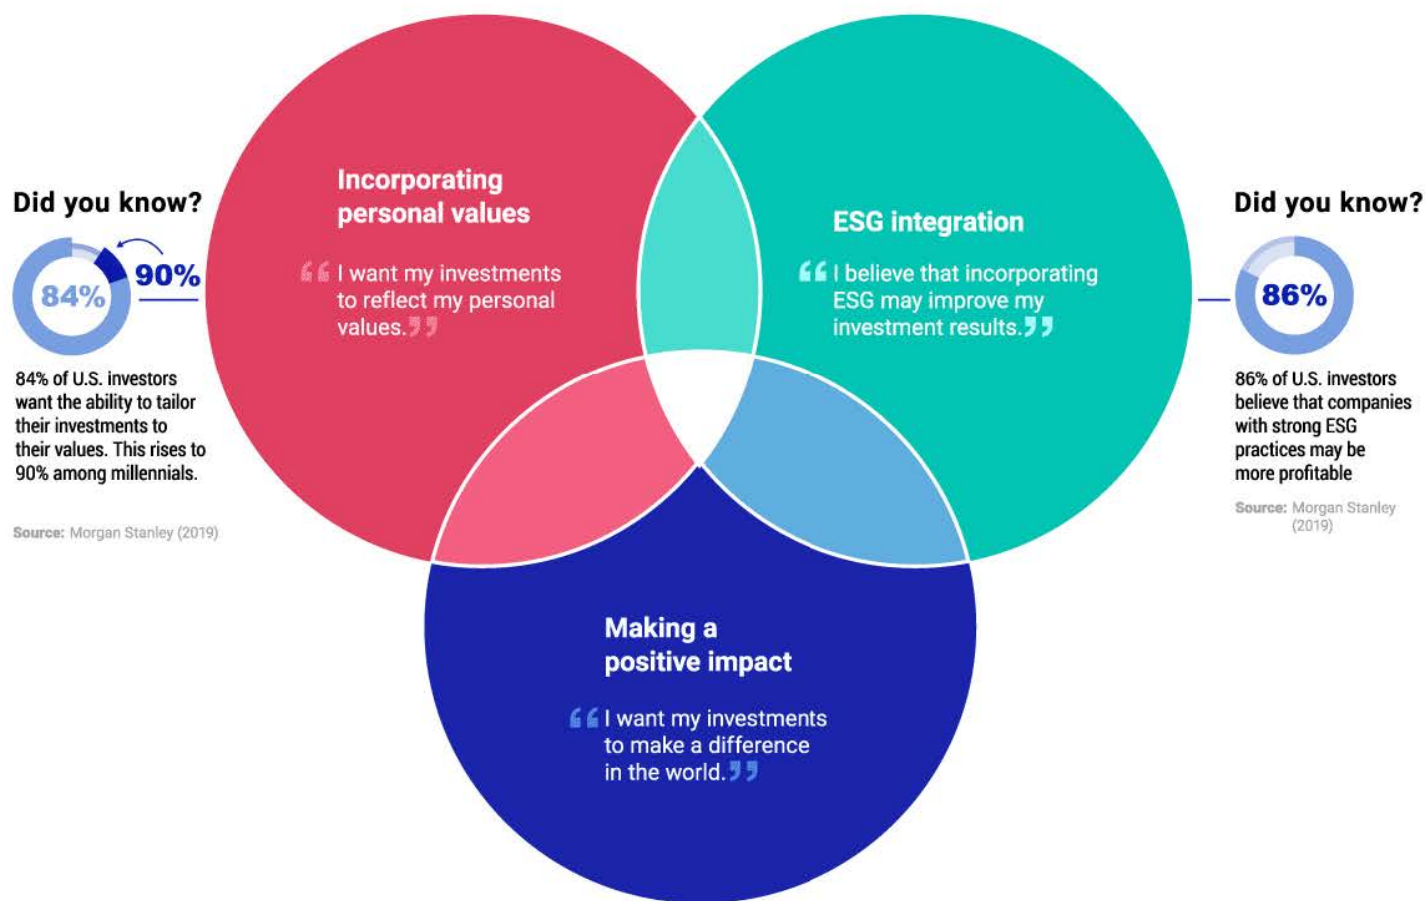 Did you know?
84%
90%
84% of U.S. investors
want the ability to tailor
their investments to
their values. This rises to
90% among millennials.
Source: Morgan Stanley (2019)
Incorporating
personal values
“ I want my investments
to reflect my personal
values.”
ESG integration
“ I believe that incorporating
ESG may improve my
investment results.”
Making a
positive impact
“ I want my investments
to make a difference
in the world.”
Did you know?
86%
86% of U.S. investors
believe that companies
with strong ESG
practices may be
more profitable
Source: Morgan Stanley
(2019)